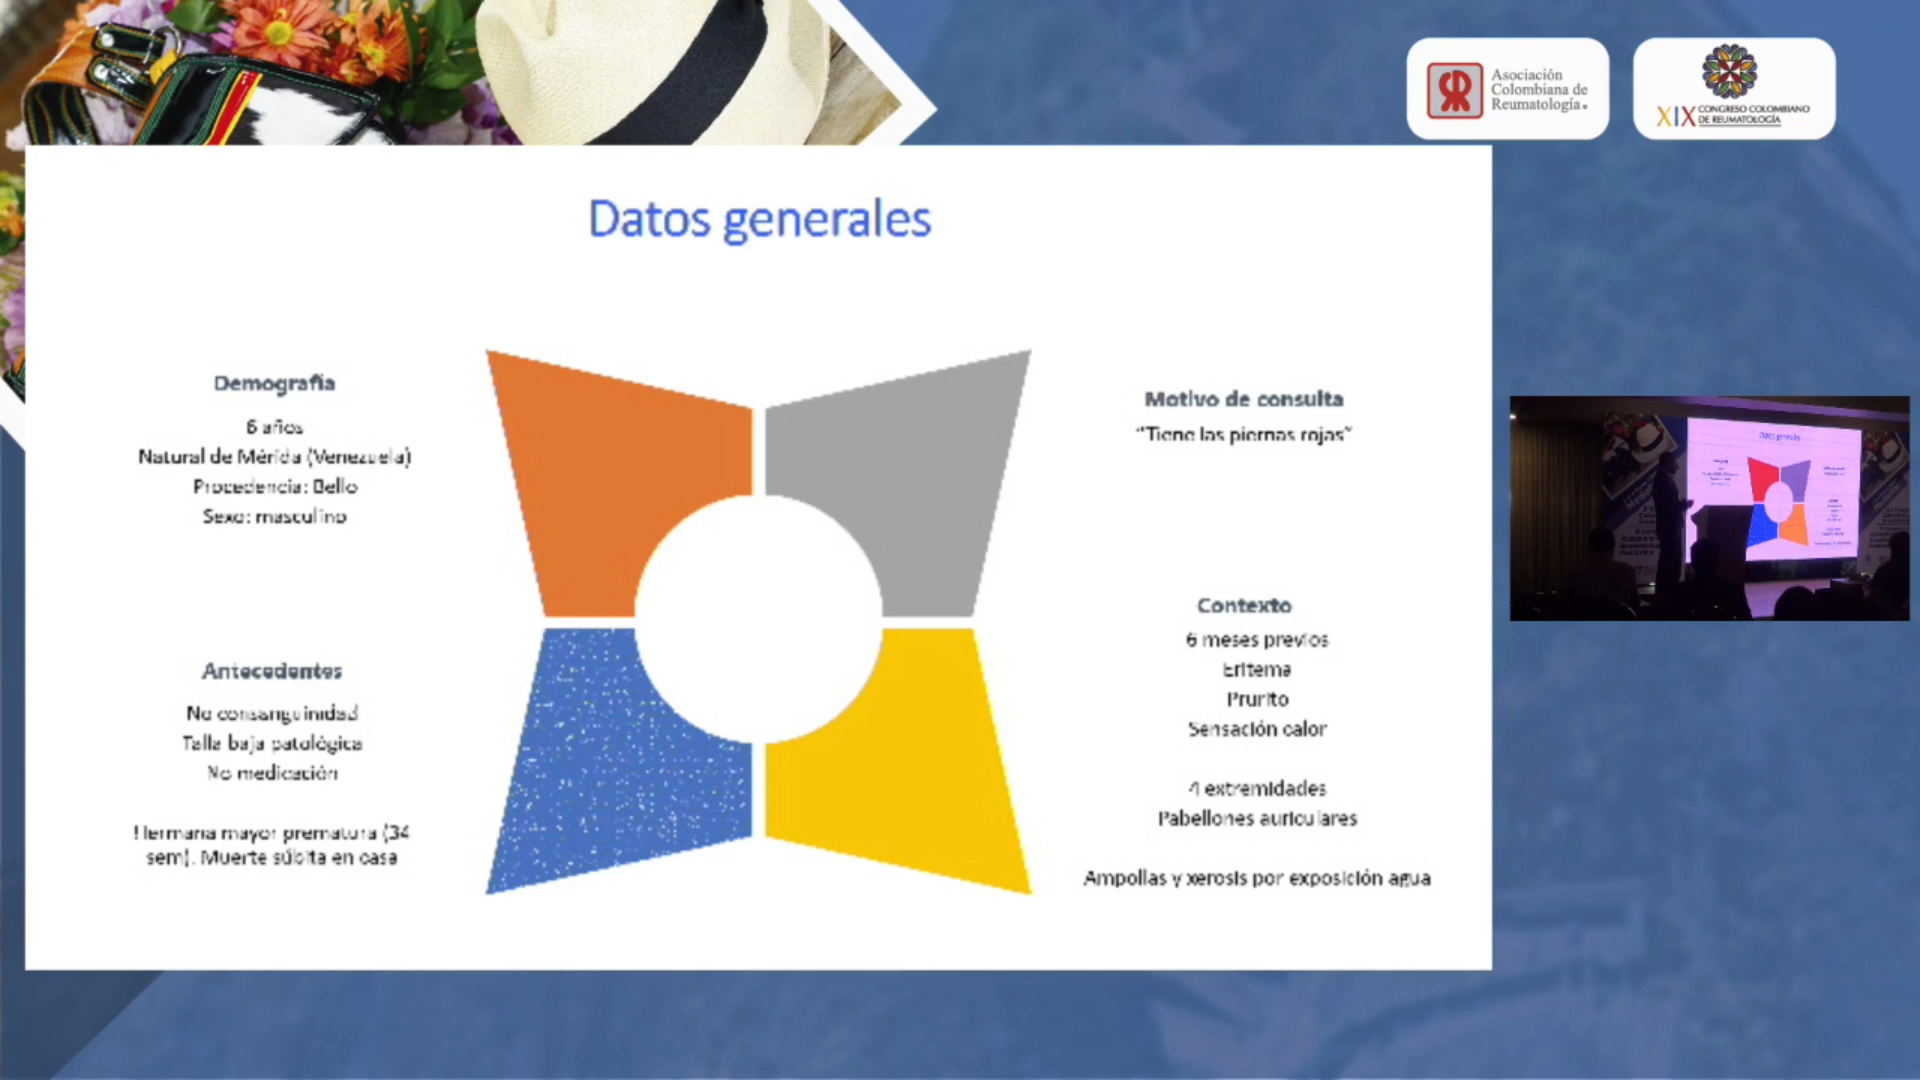 Asociación
Colombiana de
Reumatología.
XIX CONGRESO COLOMBIANO
DE REUMATOLOGÍA
Datos generales
Demografía
6 años
Natural de Mérida (Venezuela)
Procedencia: Bello
Sexo: masculino
Motivo de consulta
"Tiene las piernas rojas"
Antecedentes
No consanguinidad
Talla baja patológica
No medicación
Hermana mayor prematura (34
sem). Muerte súbita en casa
Contexto
6 meses previos
Eritema
Prurito
Sensación calor
4 extremidades
Pabellones auriculares
Ampollas y xerosis por exposición agua
Datos generales